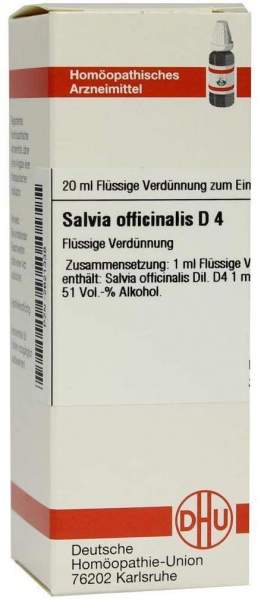 Homöopathisches
Arzneimittel
20 ml Flüssige Verdünnung zum Ein
Salvia officinalis D 4
Flüssige Verdünnung
Zusammensetzung: 1 ml Flüssige V
enthält: Salvia officinalis Dil. D4 1 m
51 Vol.-% Alkohol.
DHU
Deutsche
Homöopathie-Union
76202 Karlsruhe